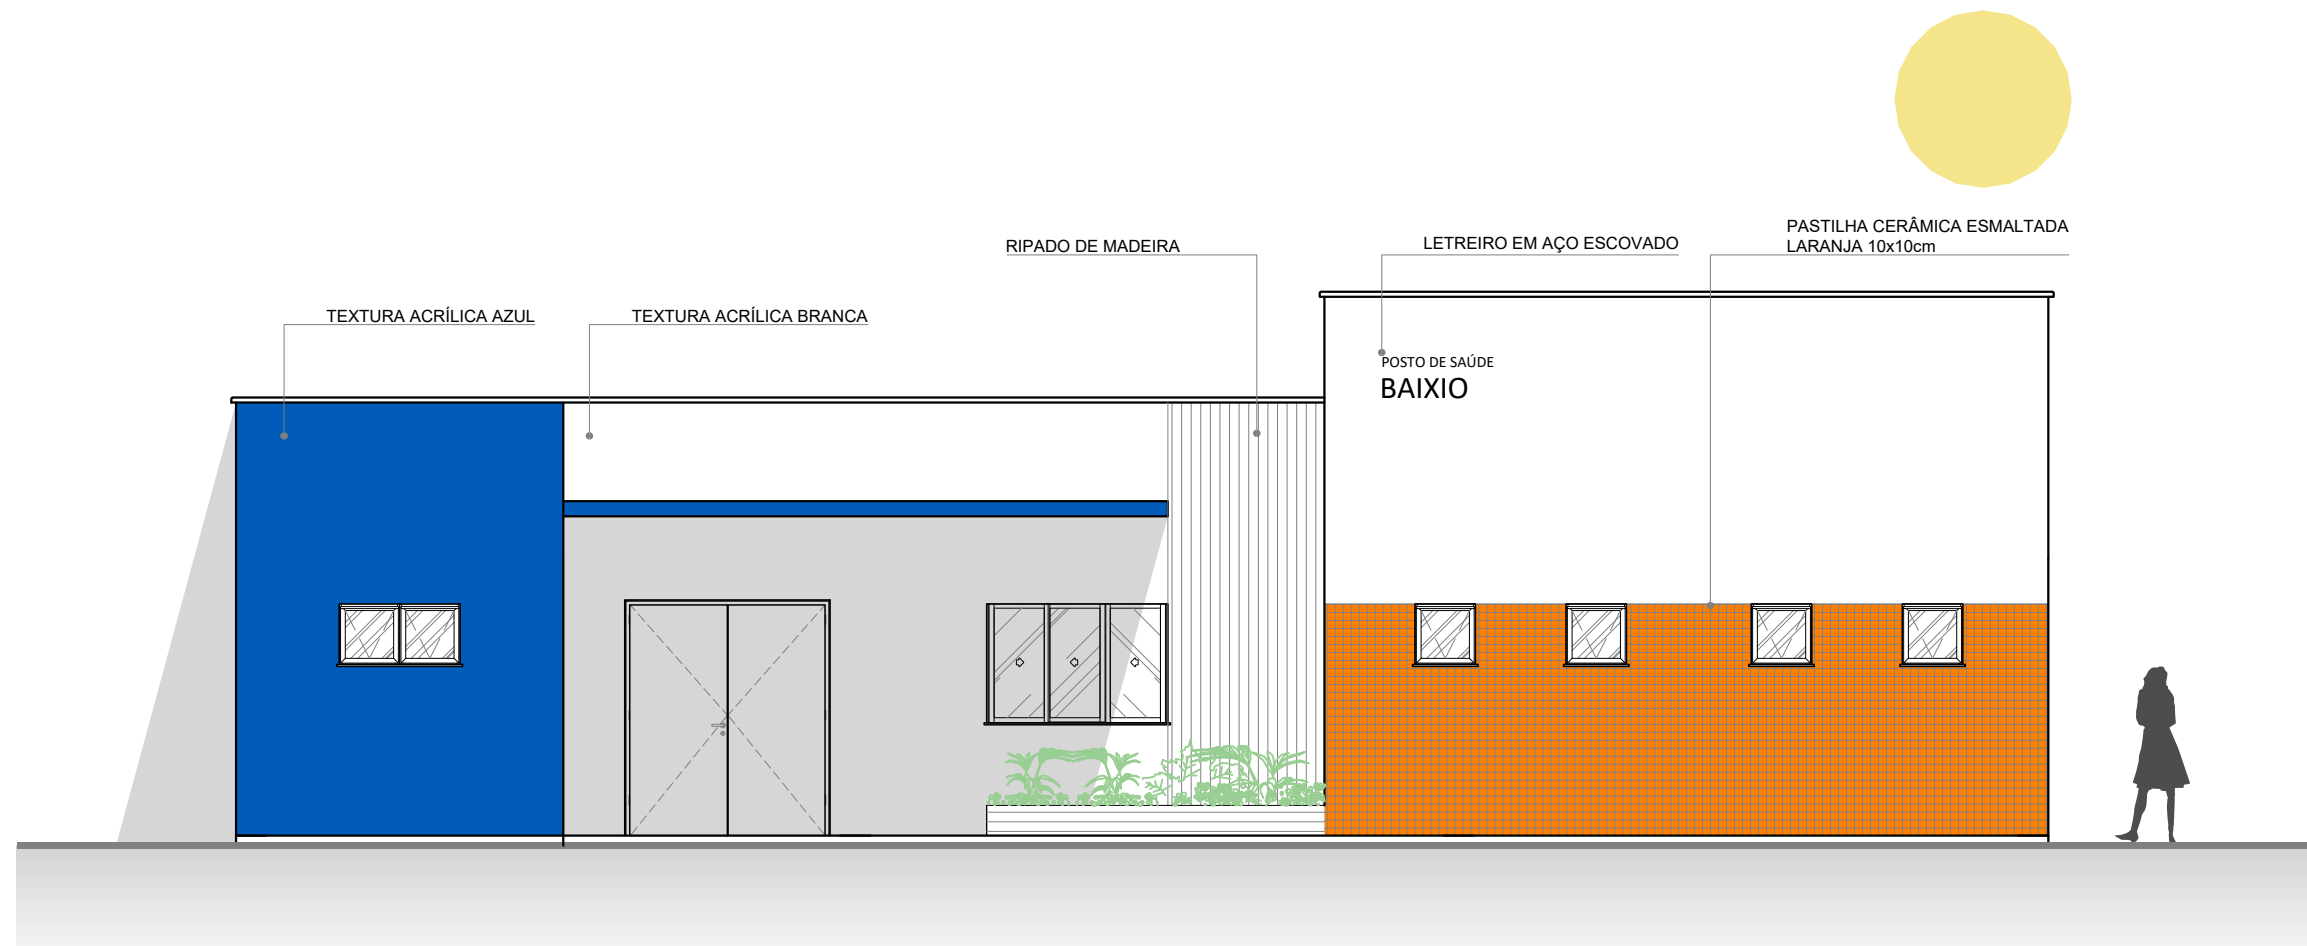 PASTILHA CERÂMICA ESMALTADA
LARANJA 10x10cm
LETREIRO EM AÇO ESCOVADO
RIPADO DE MADEIRA
TEXTURA ACRÍLICA AZUL
TEXTURA ACRÍLICA BRANCA
POSTO DE SAÚDE
BAIXIO